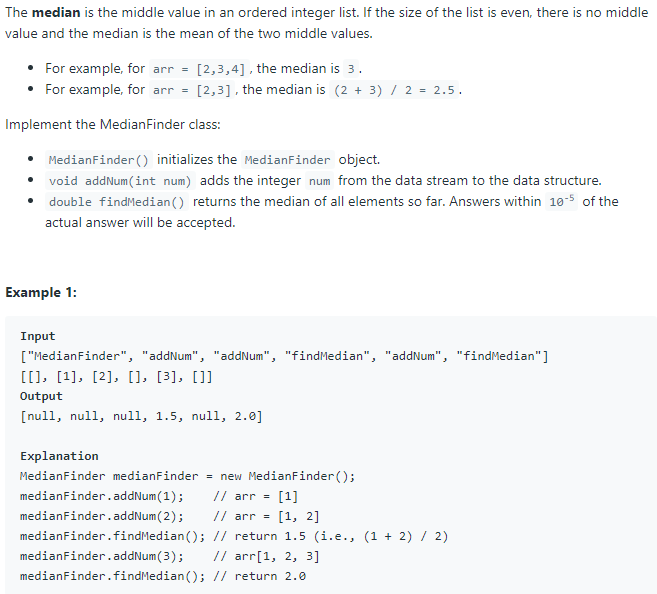 The median is the middle value in an ordered integer list. If the size of the list is even, there is no middle
value and the median is the mean of the two middle values.
• For example, for arr = [2,3,4], the median is 3.
• For example, for arr = [2,3], the median is (2 + 3) / 2 = 2.5.
Implement the MedianFinder class:
• MedianFinder() initializes the MedianFinder object.
• void addNum(int num) adds the integer num from the data stream to the data structure.
• double findMedian() returns the median of all elements so far. Answers within 10⁻⁵ of the
actual answer will be accepted.
Example 1:
Input
["MedianFinder", "addNum", "addNum", "findMedian", "addNum", "findMedian"]
[[], [1], [2], [], [3], []]
Output
[null, null, null, 1.5, null, 2.0]
Explanation
MedianFinder medianFinder = new MedianFinder();
medianFinder.addNum(1);    // arr = [1]
medianFinder.addNum(2);    // arr = [1, 2]
medianFinder.findMedian(); // return 1.5 (i.e., (1 + 2) / 2)
medianFinder.addNum(3);    // arr[1, 2, 3]
medianFinder.findMedian(); // return 2.0